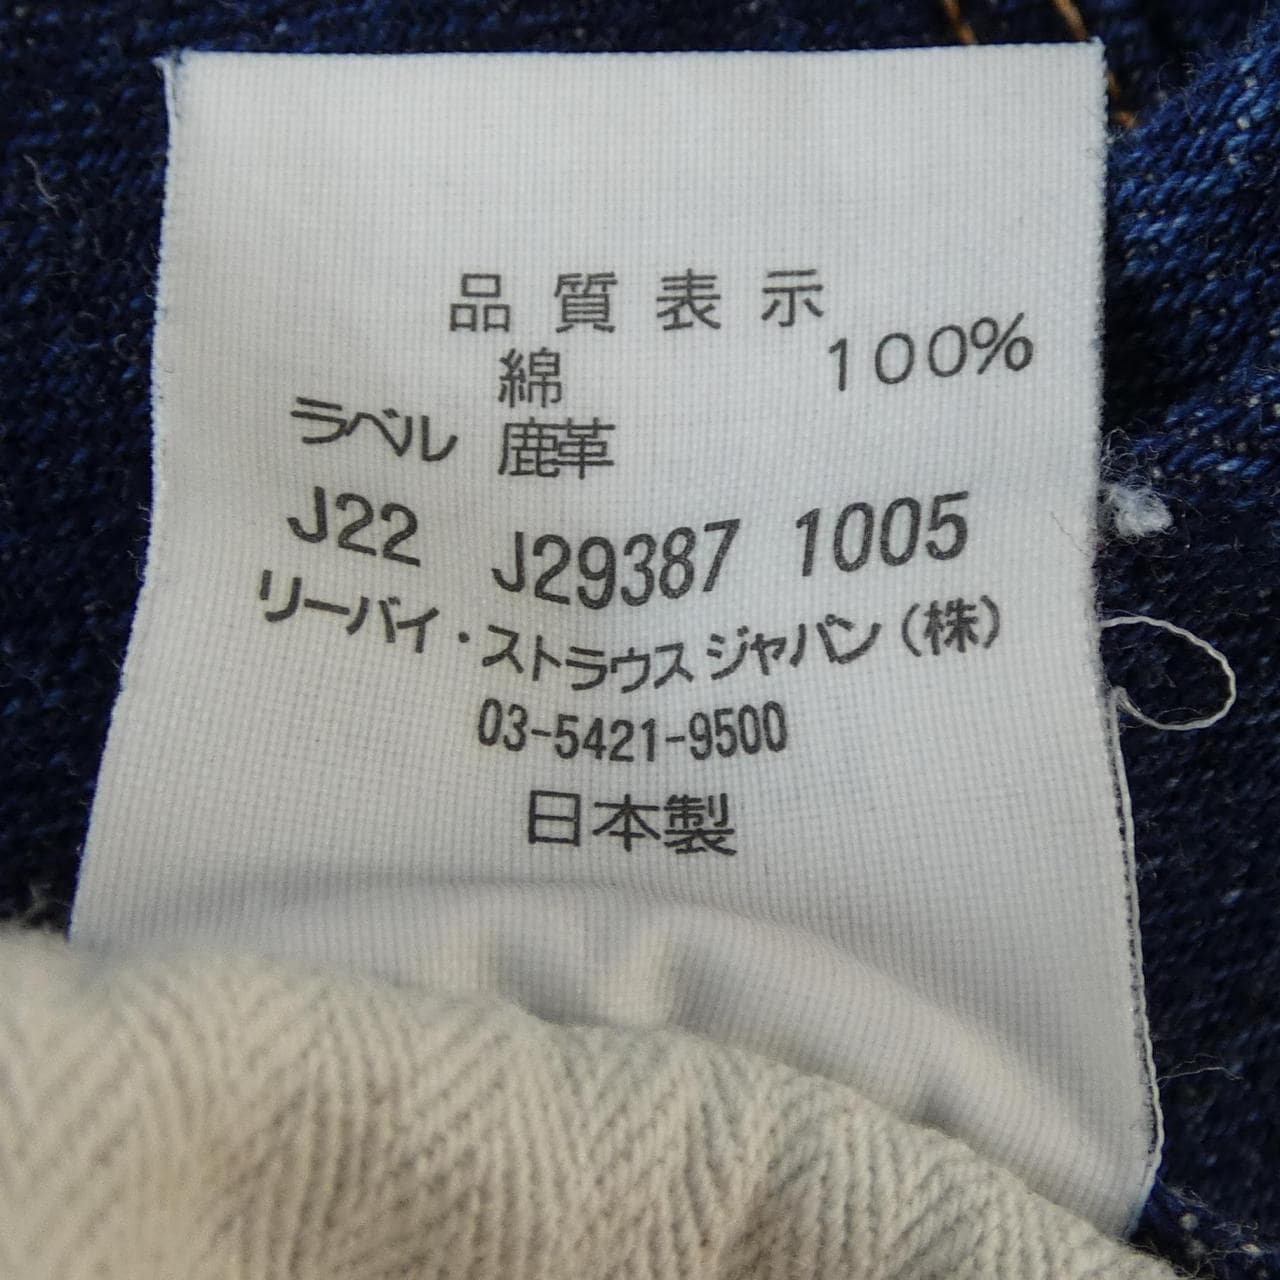 品質表示
綿 100%
ラベル 鹿革
J22 J29387 1005
リーバイ・ストラウス ジャパン(株)
03-5421-9500
日本製